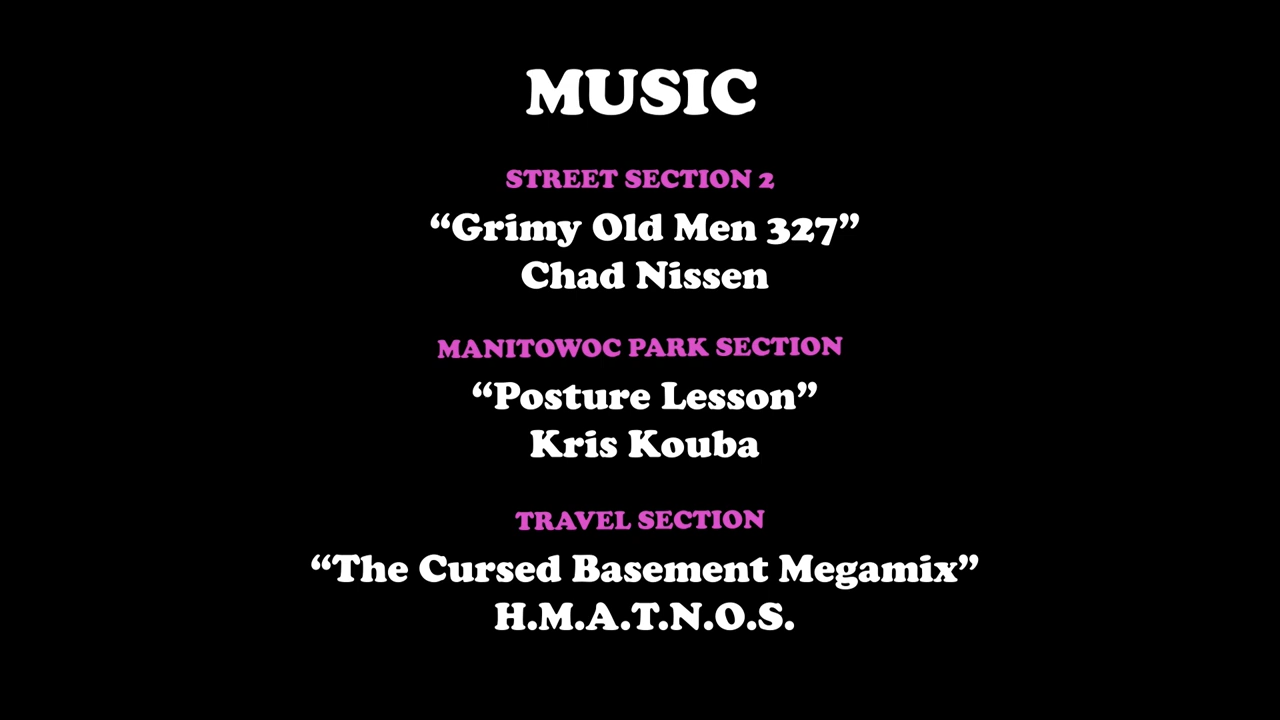 MUSIC
STREET SECTION 2
“Grimy Old Men 327”
Chad Nissen
MANITOWOC PARK SECTION
“Posture Lesson”
Kris Kouba
TRAVEL SECTION
“The Cursed Basement Megamix”
H.M.A.T.N.O.S.